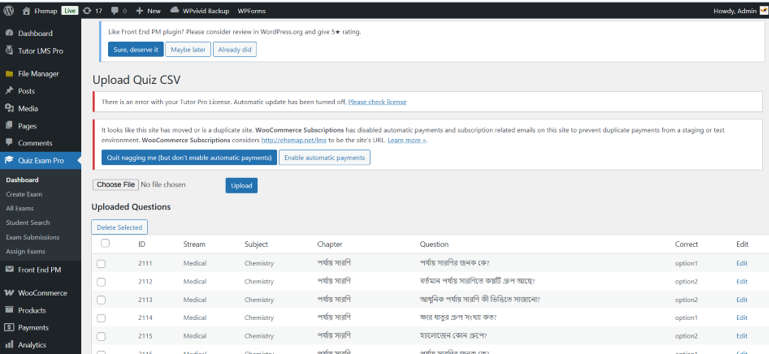 Ehsmap Live 17 0 New WPvivid Backup WPForms Howdy, Admin
Dashboard
Tutor LMS Pro
File Manager
Posts
Media
Pages
Comments
Quiz Exam Pro
Dashboard
Create Exam
All Exams
Student Search
Exam Submissions
Assign Exams
Front End PM
WooCommerce
Products
Payments
Analytics
Like Front End PM plugin? Please consider review in WordPress.org and give 5★ rating.
Sure, deserve it Maybe later Already did
Upload Quiz CSV
There is an error with your Tutor Pro License. Automatic update has been turned off. Please check license
It looks like this site has moved or is a duplicate site. WooCommerce Subscriptions has disabled automatic payments and subscription related emails on this site to prevent duplicate payments from a staging or test
environment. WooCommerce Subscriptions considers http://ehsmap.net/lms to be the site's URL. Learn more »
Quit nagging me (but don't enable automatic payments) Enable automatic payments
Choose File No file chosen Upload
Uploaded Questions
Delete Selected
ID Stream Subject Chapter Question Correct Edit
2111 Medical Chemistry পর্যায় সারণি পর্যায় সারণির জনক কে? option1 Edit
2112 Medical Chemistry পর্যায় সারণি বর্তমান পর্যায় সারণিতে কয়টি গ্রুপ আছে? option2 Edit
2113 Medical Chemistry পর্যায় সারণি আধুনিক পর্যায় সারণি কী ভিত্তিতে সাজানো? option2 Edit
2114 Medical Chemistry পর্যায় সারণি ক্ষার ধাতুর গ্রুপ সংখ্যা কত? option1 Edit
2115 Medical Chemistry পর্যায় সারণি হ্যালোজেন কোন গ্রুপে? option2 Edit
2116 Medical Chemistry পর্যায় সারণি পর্যায় সারণির জনক কে? option1 Edit